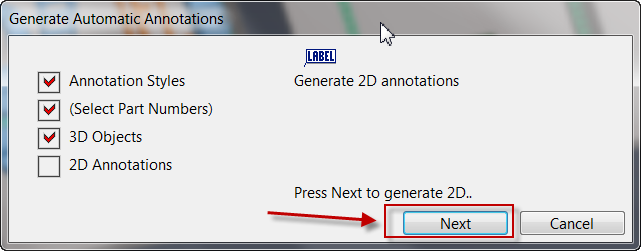 Generate Automatic Annotations
LABEL
Annotation Styles
Generate 2D annotations
(Select Part Numbers)
3D Objects
2D Annotations
Press Next to generate 2D..
Next
Cancel